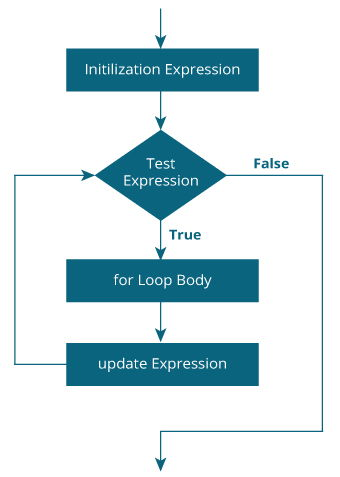 Initilization Expression
Test
Expression
False
True
for Loop Body
update Expression